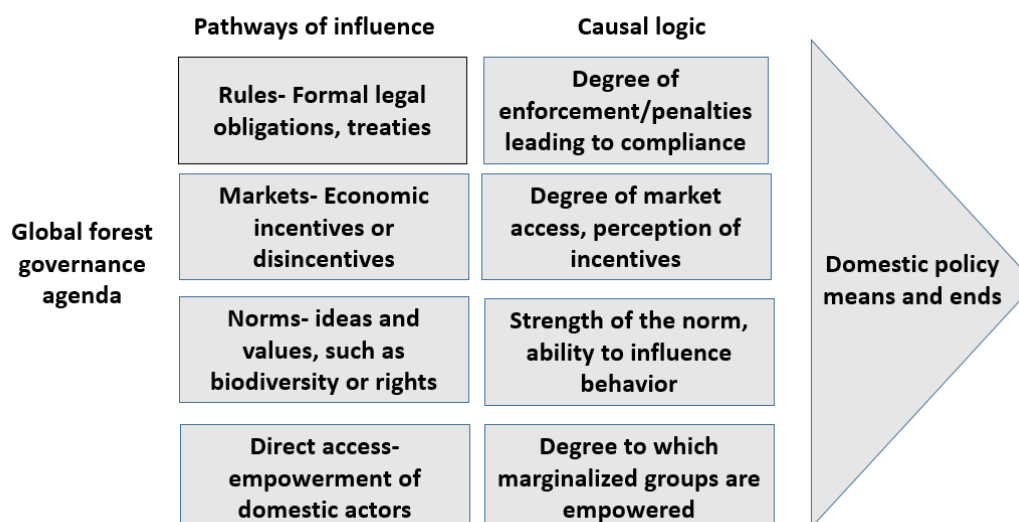 Pathways of influence
Causal logic
Global forest
governance
agenda
Rules- Formal legal
obligations, treaties
Degree of
enforcement/penalties
leading to compliance
Markets- Economic
incentives or
disincentives
Degree of market
access, perception of
incentives
Norms- ideas and
values, such as
biodiversity or rights
Strength of the norm,
ability to influence
behavior
Direct access-
empowerment of
domestic actors
Degree to which
marginalized groups are
empowered
Domestic policy
means and ends